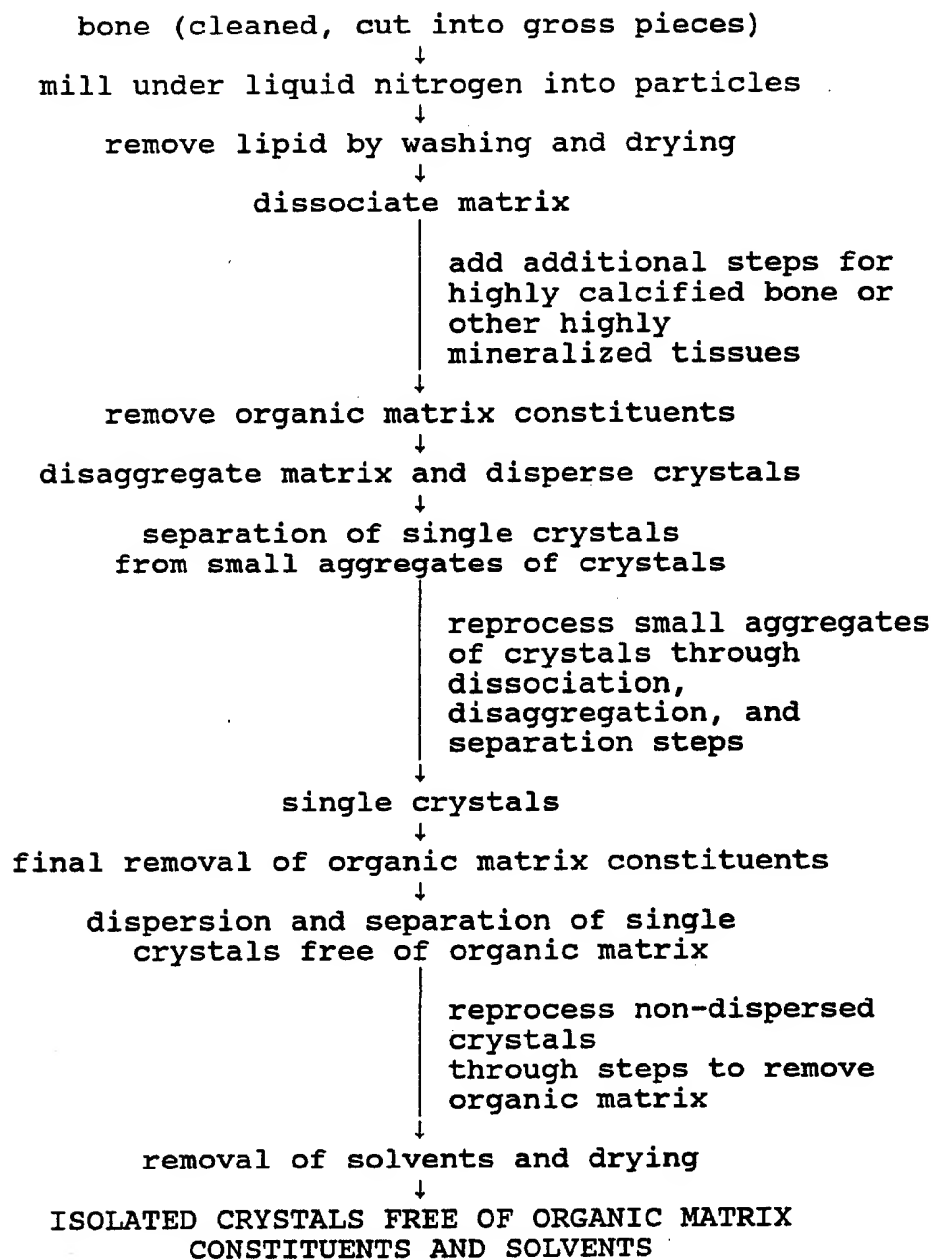 bone (cleaned, cut into gross pieces)
↓
mill under liquid nitrogen into particles
↓
remove lipid by washing and drying
↓
dissociate matrix
add additional steps for
highly calcified bone or
other highly
mineralized tissues
↓
remove organic matrix constituents
↓
disaggregate matrix and disperse crystals
↓
separation of single crystals
from small aggregates of crystals
reprocess small aggregates
of crystals through
dissociation,
disaggregation, and
separation steps
↓
single crystals
↓
final removal of organic matrix constituents
↓
dispersion and separation of single
crystals free of organic matrix
reprocess non-dispersed
crystals
through steps to remove
organic matrix
↓
removal of solvents and drying
↓
ISOLATED CRYSTALS FREE OF ORGANIC MATRIX
CONSTITUENTS AND SOLVENTS